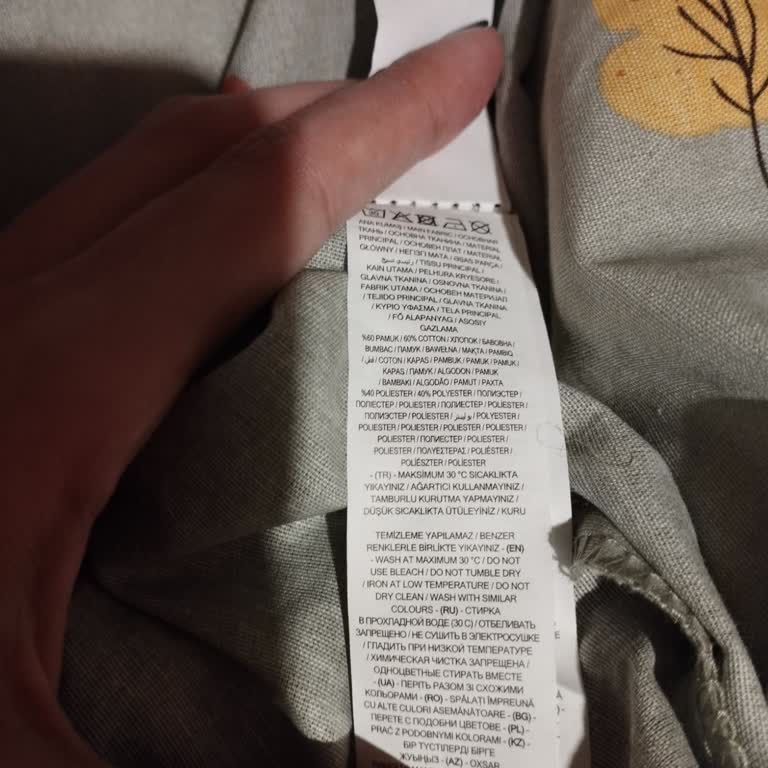 ANA KUMAŞ / MAIN FABRIC / ОСНОВНАЯ
ТКАНЬ / ОСНОВНА ТКАНИНА / MATERIAL
PRINCIPAL / ОСНОВЕН ПЛАТ / MATERIAŁ
GŁÓWNY / НЕГІЗГІ МАТА / ƏSAS PARÇA /
رئيسي نسيج / TISSU PRINCIPAL /
KAIN UTAMA / PELHURA KRYESORE /
GLAVNA TKANINA / OSNOVNA TKANINA /
FABRIK UTAMA / ОСНОВЕН МАТЕРИЈАЛ
/ TEJIDO PRINCIPAL / GLAVNA TKANINA
/ ΚΥΡΙΟ ΥΦΑΣΜΑ / TELA PRINCIPAL
/ FŐ ALAPANYAG / ASOSIY
GAZLAMA
%60 PAMUK / 60% COTTON / ХЛОПОК / БАВОВНА /
BUMBAC / ПАМУК / BAWEŁNA / МАҚТА / PAMBIQ
/ قطن / COTON / KAPAS / PAMBUK / PAMUK / PAMUK /
KAPAS / ПАМУК / ALGODON / PAMUK
/ ΒΑΜΒΑΚΙ / ALGODÃO / PAMUT / PAXTA
%40 POLIESTER / 40% POLYESTER / ПОЛИЭСТЕР /
ПОЛІЕСТЕР / POLIESTER / ПОЛИЕСТЕР / POLIESTER /
ПОЛИЭСТЕР / POLIESTER / بوليستر / POLYESTER /
POLIESTER / POLIESTER / POLIESTER / POLIESTER /
POLIESTER / ПОЛИЕСТЕР / POLIESTER /
POLIESTER / ΠΟΛΥΕΣΤΕΡΑΣ / POLIÉSTER /
POLIÉSZTER / POLIESTER
- (TR) - MAKSİMUM 30 °C SICAKLIKTA
YIKAYINIZ / AĞARTICI KULLANMAYINIZ /
TAMBURLU KURUTMA YAPMAYINIZ /
DÜŞÜK SICAKLIKTA ÜTÜLEYİNİZ / KURU
TEMİZLEME YAPILAMAZ / BENZER
RENKLERLE BİRLİKTE YIKAYINIZ - (EN)
- WASH AT MAXIMUM 30 °C / DO NOT
USE BLEACH / DO NOT TUMBLE DRY
/ IRON AT LOW TEMPERATURE / DO NOT
DRY CLEAN / WASH WITH SIMILAR
COLOURS - (RU) - СТИРКА
В ПРОХЛАДНОЙ ВОДЕ (30 C) / ОТБЕЛИВАТЬ
ЗАПРЕЩЕНО / НЕ СУШИТЬ В ЭЛЕКТРОСУШКЕ
/ ГЛАДИТЬ ПРИ НИЗКОЙ ТЕМПЕРАТУРЕ
/ ХИМИЧЕСКАЯ ЧИСТКА ЗАПРЕЩЕНА /
ОДНОЦВЕТНЫЕ СТИРАТЬ ВМЕСТЕ
- (UA) - ПЕРІТЬ РАЗОМ ЗІ СХОЖИМИ
КОЛЬОРАМИ - (RO) - SPĂLAŢI ÎMPREUNĂ
CU ALTE CULORI ASEMĂNĂTOARE - (BG) -
ПЕРЕТЕ С ПОДОБНИ ЦВЕТОВЕ - (PL) -
PRAĆ Z PODOBNYMI KOLORAMI - (KZ) -
БІР ТҮСТІЛЕРДІ БІРГЕ
ЖУЫҢЫЗ - (AZ) - OXŞAR